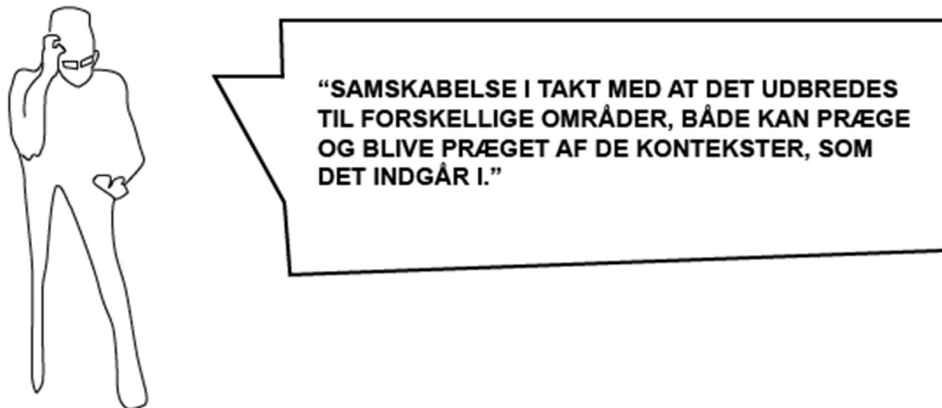 “SAMSKABELSE I TAKT MED AT DET UDBREDES
TIL FORSKELLIGE OMRÅDER, BÅDE KAN PRÆGE
OG BLIVE PRÆGET AF DE KONTEKSTER, SOM
DET INDGÅR I.”